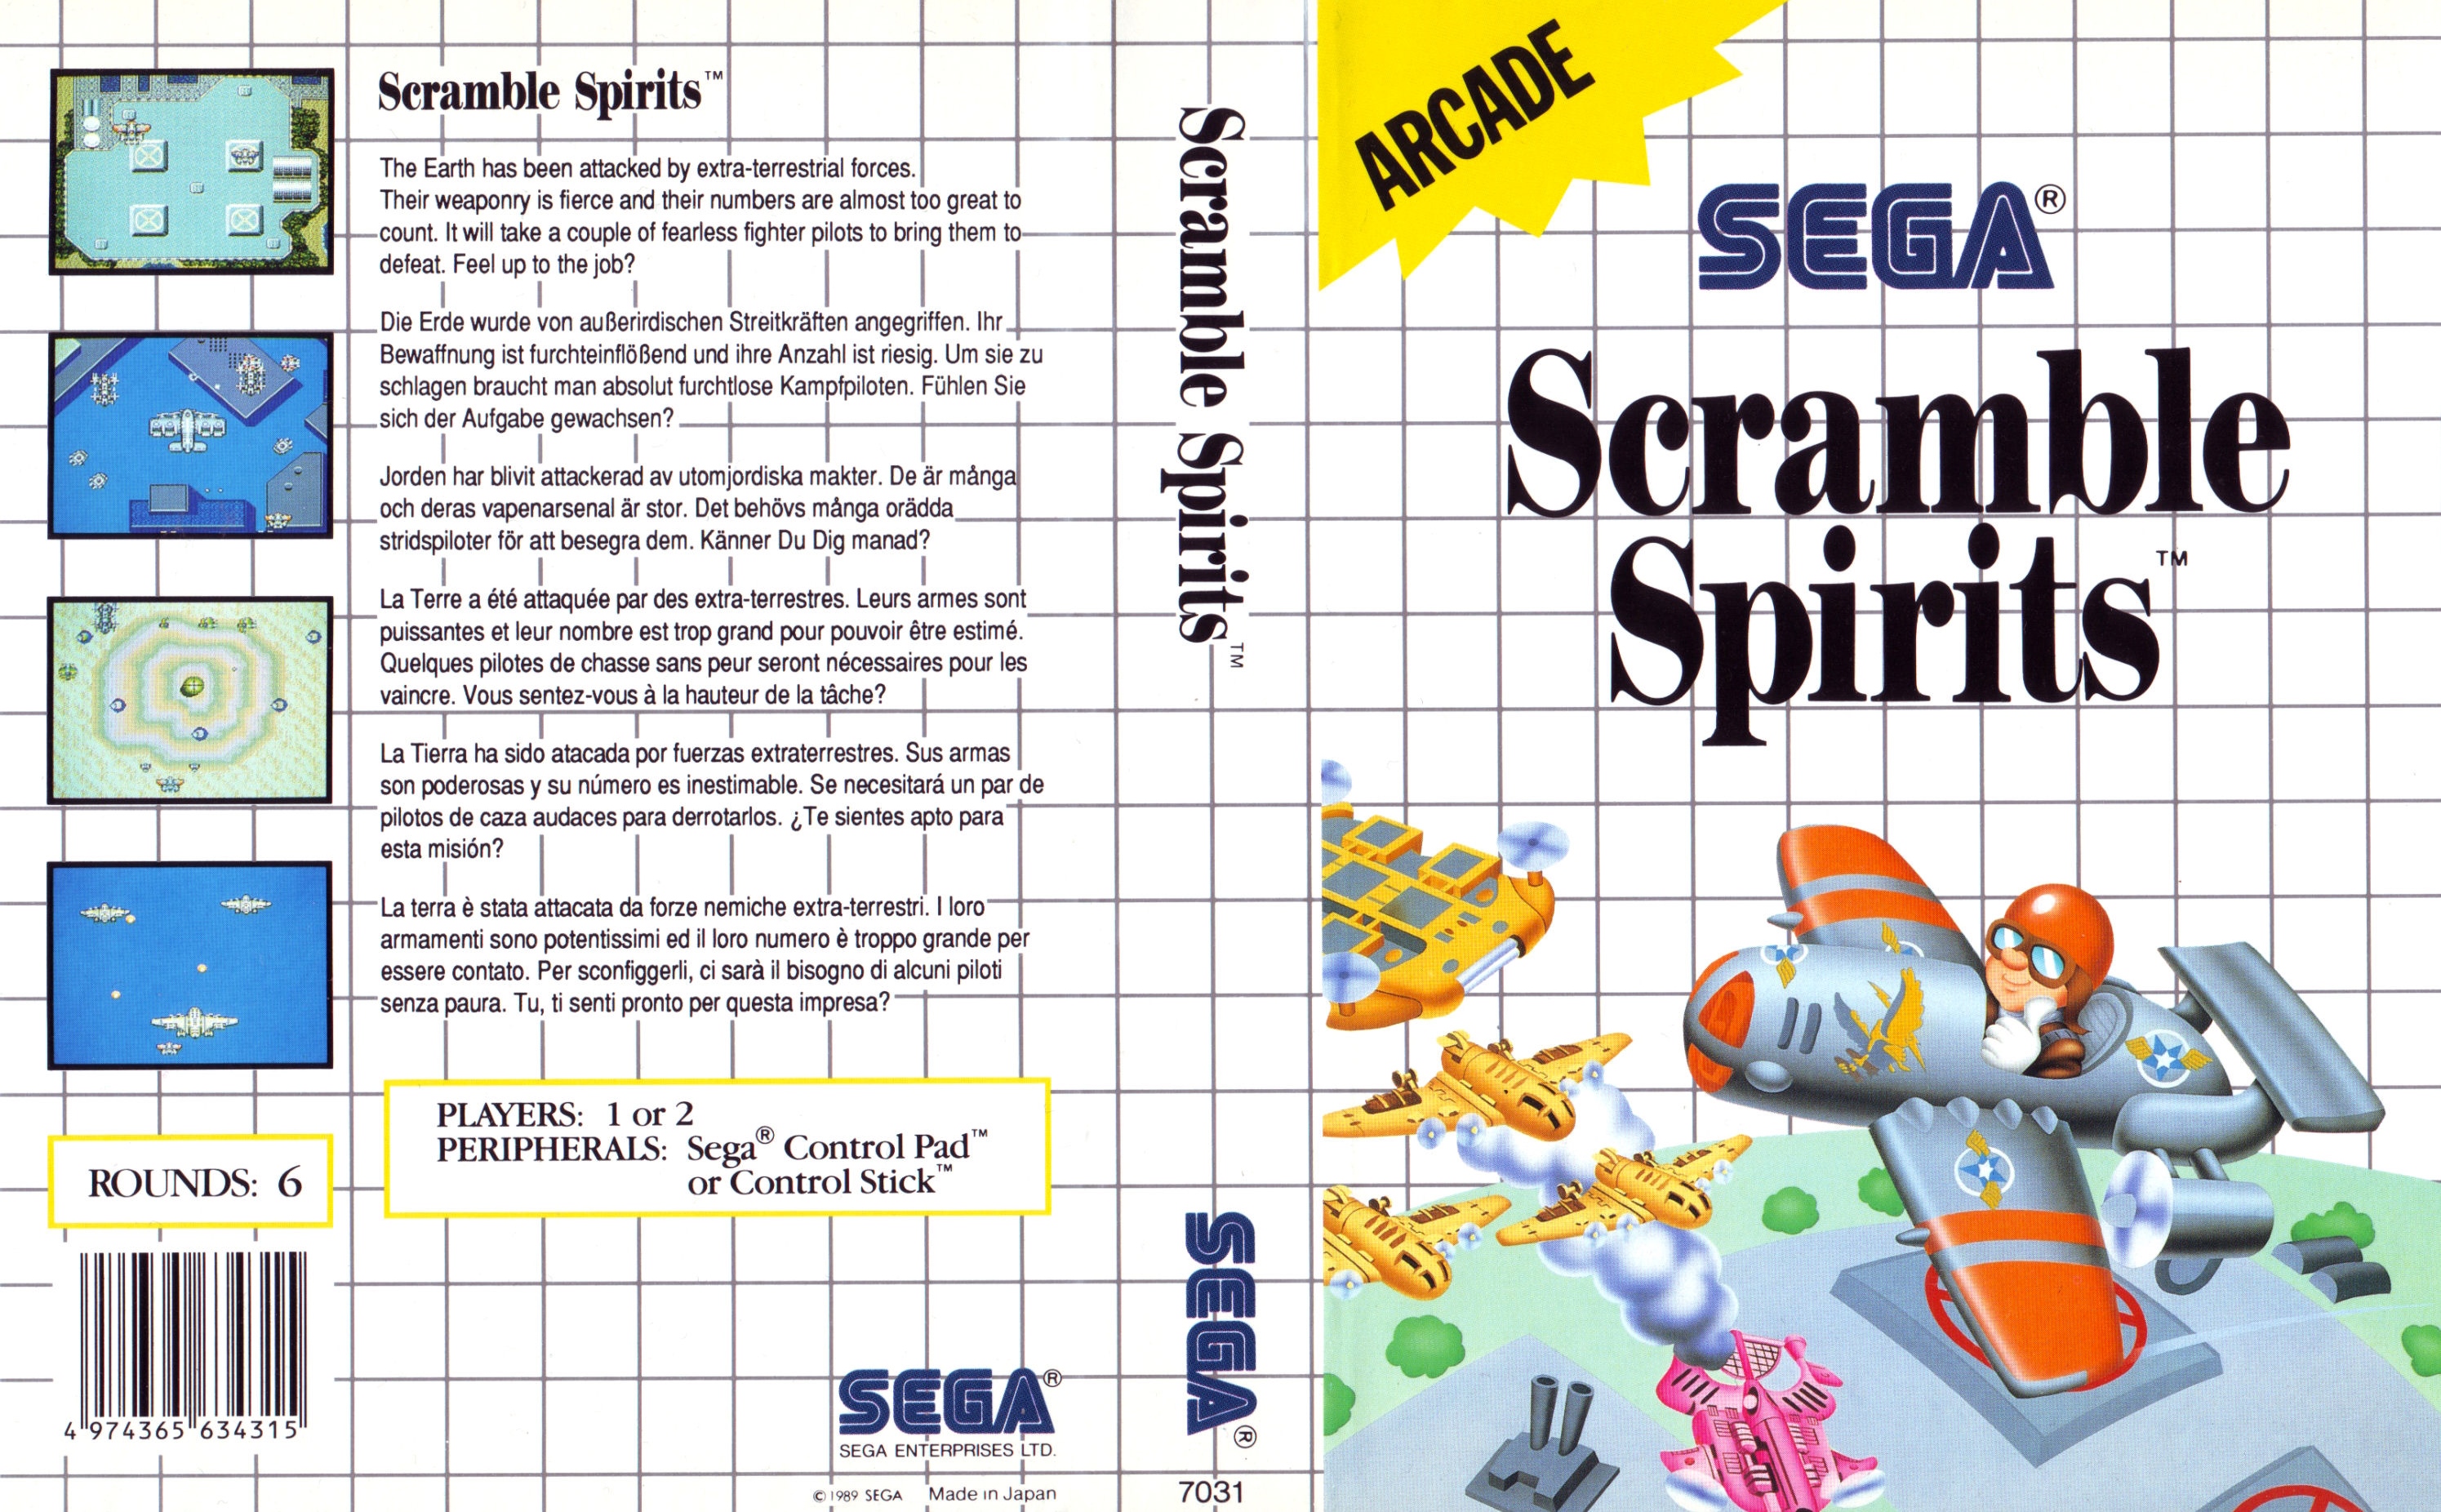 Scramble Spirits™
The Earth has been attacked by extra-terrestrial forces.
Their weaponry is fierce and their numbers are almost too great to
count. It will take a couple of fearless fighter pilots to bring them to
defeat. Feel up to the job?
Die Erde wurde von außerirdischen Streitkräften angegriffen. Ihr
Bewaffnung ist furchteinflößend und ihre Anzahl ist riesig. Um sie zu
schlagen braucht man absolut furchtlose Kampfpiloten. Fühlen Sie
sich der Aufgabe gewachsen?
Jorden har blivit attackerad av utomjordiska makter. De är många
och deras vapenarsenal är stor. Det behövs många orädda
stridspiloter för att besegra dem. Känner Du Dig manad?
La Terre a été attaquée par des extra-terrestres. Leurs armes sont
puissantes et leur nombre est trop grand pour pouvoir être estimé.
Quelques pilotes de chasse sans peur seront nécessaires pour les
vaincre. Vous sentez-vous à la hauteur de la tâche?
La Tierra ha sido atacada por fuerzas extraterrestres. Sus armas
son poderosas y su número es inestimable. Se necesitará un par de
pilotos de caza audaces para derrotarlos. ¿Te sientes apto para
esta misión?
La terra è stata attacata da forze nemiche extra-terrestri. I loro
armamenti sono potentissimi ed il loro numero è troppo grande per
essere contato. Per sconfiggerli, ci sarà il bisogno di alcuni piloti
senza paura. Tu, ti senti pronto per questa impresa?
PLAYERS: 1 or 2
PERIPHERALS: Sega® Control Pad™
or Control Stick™
ROUNDS: 6
4 974365 634315
SEGA®
SEGA ENTERPRISES LTD.
© 1989 SEGA Made in Japan
Scramble Spirits™
SEGA®
7031
ARCADE
SEGA®
Scramble
Spirits™